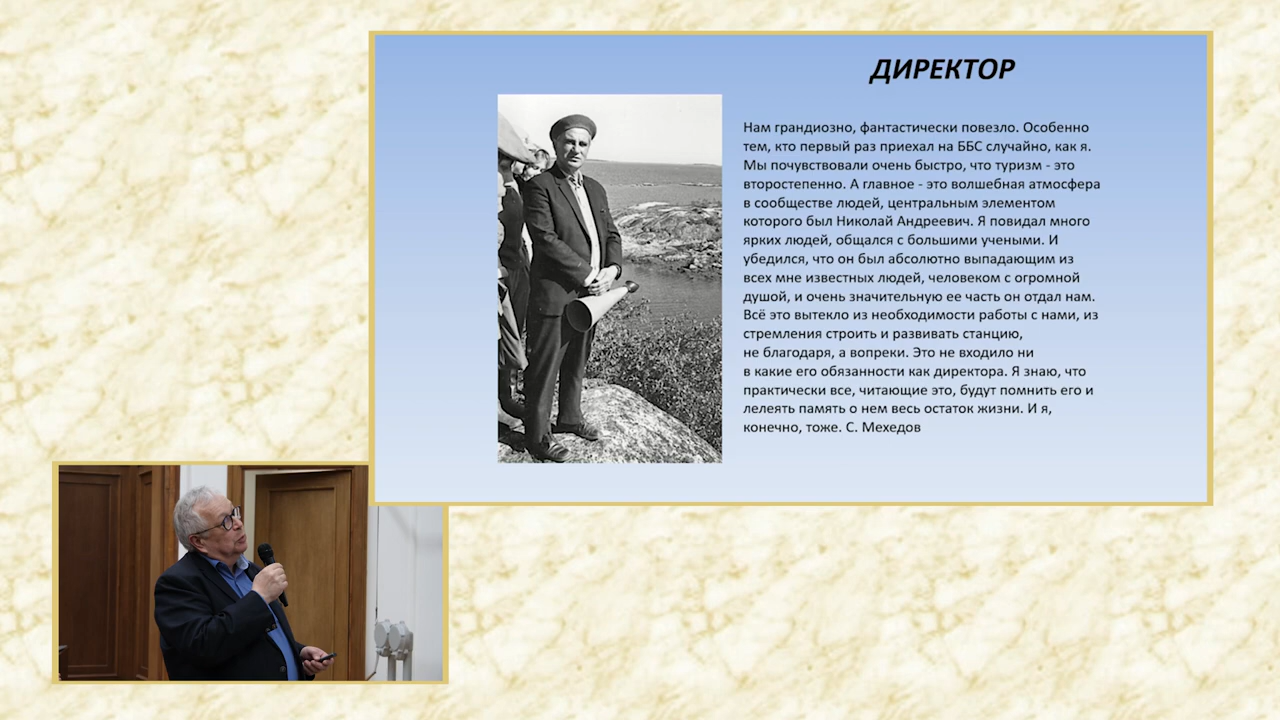 ДИРЕКТОР
Нам грандиозно, фантастически повезло. Особенно
тем, кто первый раз приехал на ББС случайно, как я.
Мы почувствовали очень быстро, что туризм - это
второстепенно. А главное - это волшебная атмосфера
в сообществе людей, центральным элементом
которого был Николай Андреевич. Я повидал много
ярких людей, общался с большими учеными. И
убедился, что он был абсолютно выпадающим из
всех мне известных людей, человеком с огромной
душой, и очень значительную ее часть он отдал нам.
Всё это вытекло из необходимости работы с нами, из
стремления строить и развивать станцию,
не благодаря, а вопреки. Это не входило ни
в какие его обязанности как директора. Я знаю, что
практически все, читающие это, будут помнить его и
лелеять память о нем весь остаток жизни. И я,
конечно, тоже. С. Мехедов